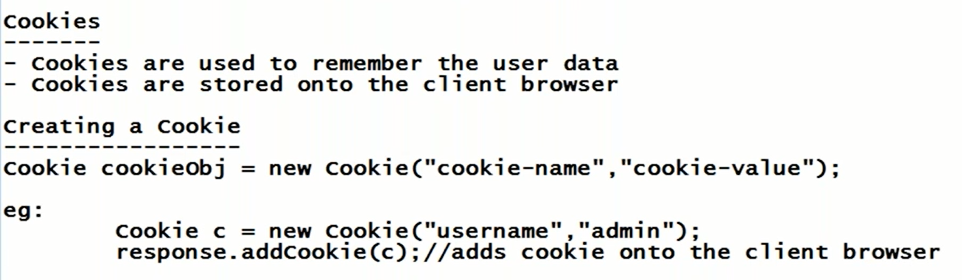 Cookies
-------
- Cookies are used to remember the user data
- Cookies are stored onto the client browser
Creating a Cookie
-----------------
Cookie cookieObj = new Cookie("cookie-name","cookie-value");
eg:
Cookie c = new Cookie("username","admin");
response.addCookie(c);//adds cookie onto the client browser